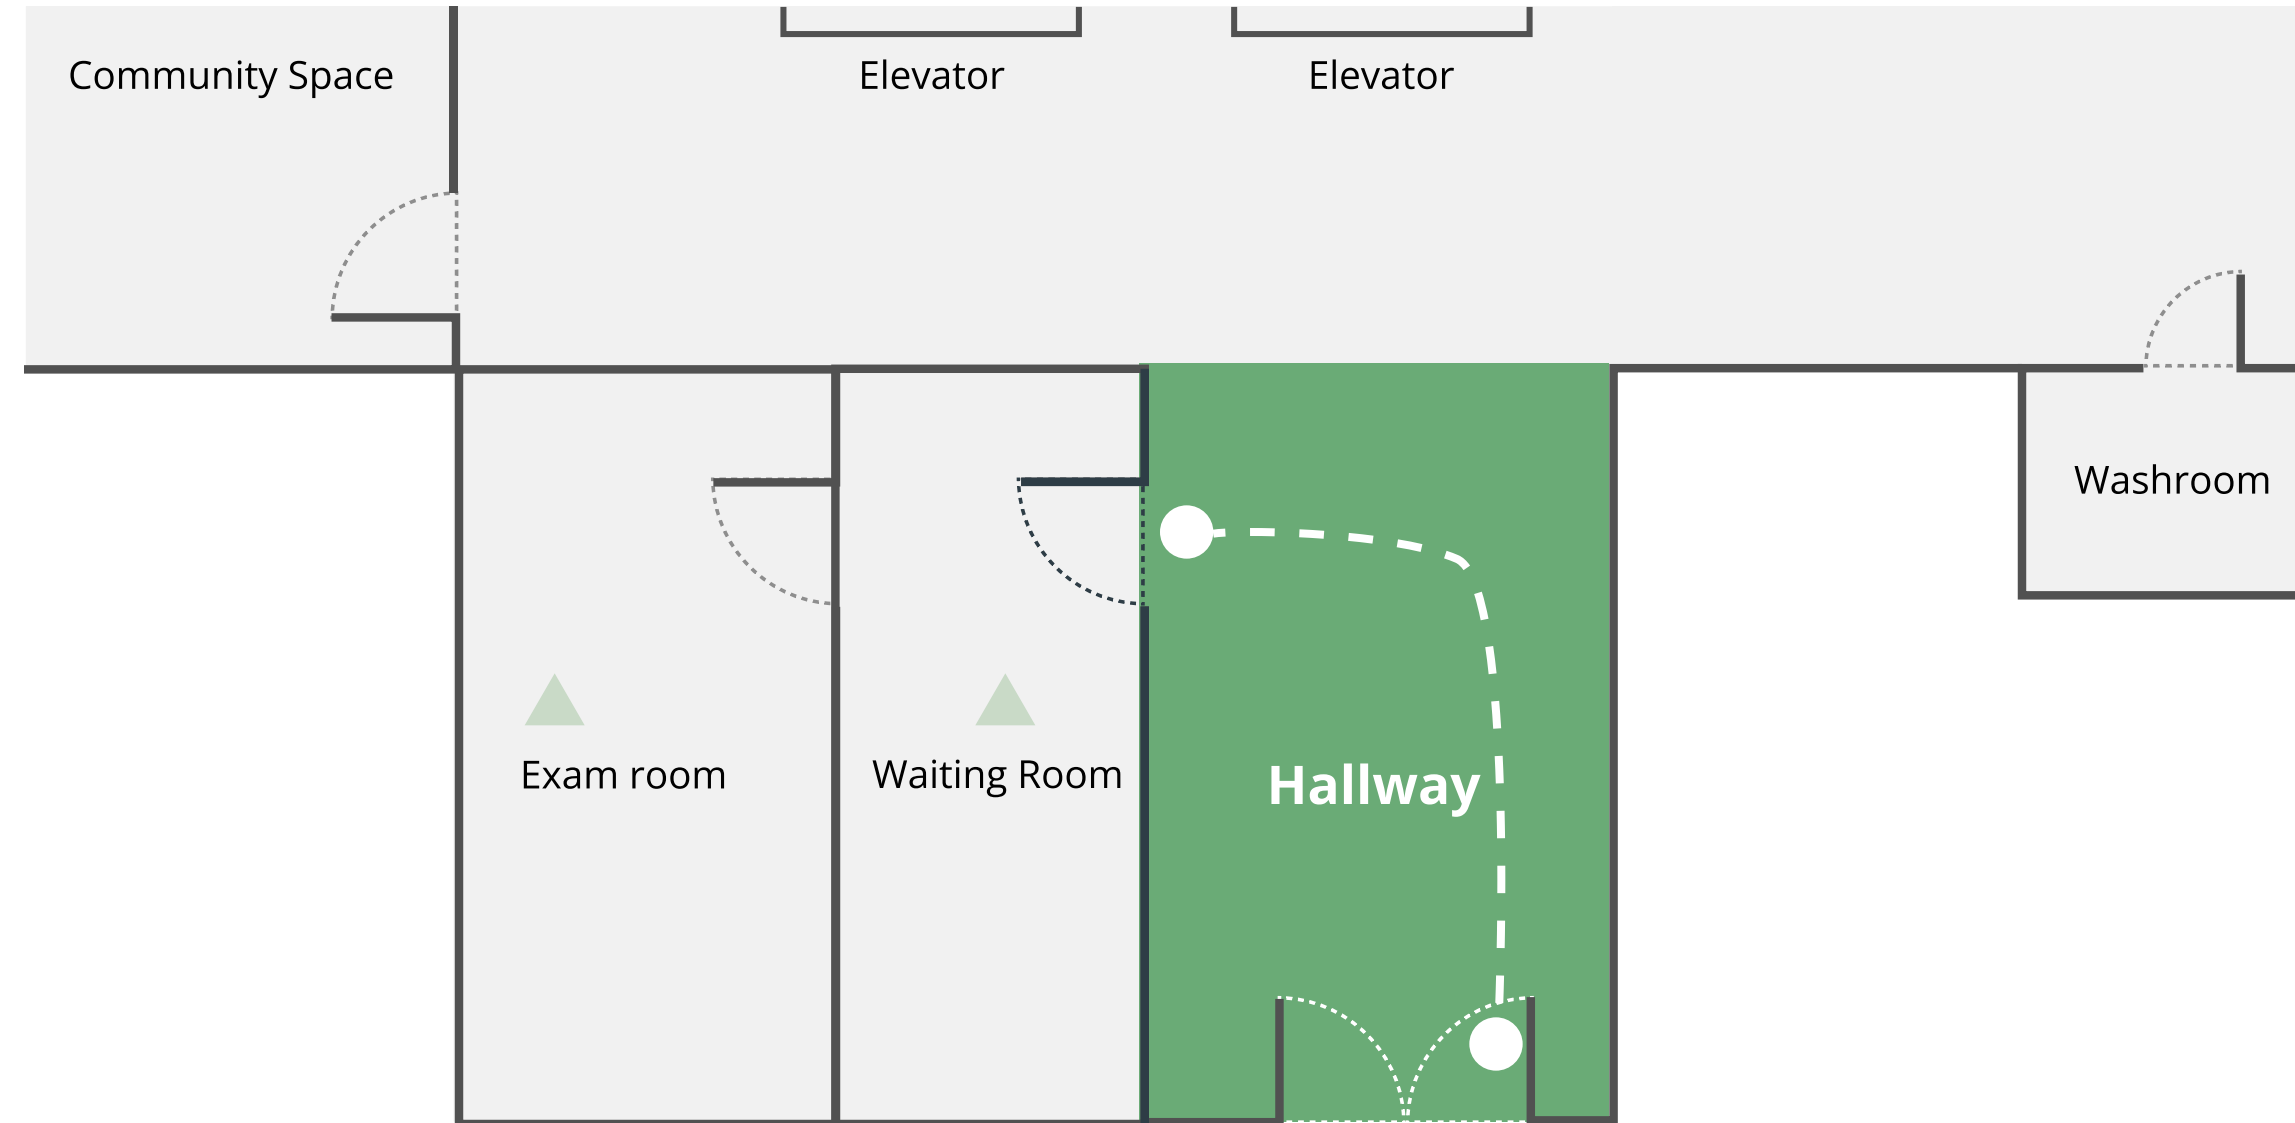 Community Space
Elevator
Elevator
Washroom
Exam room
Waiting Room
Hallway